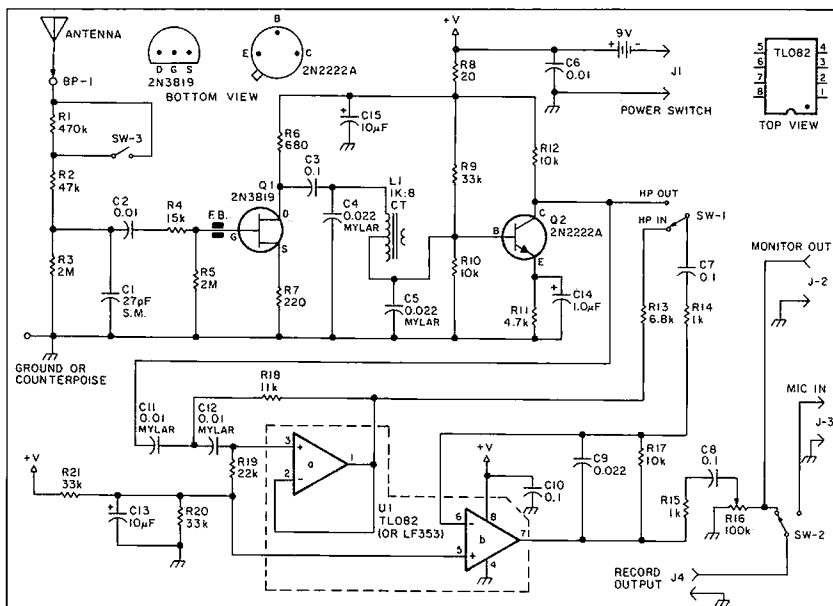 ANTENNA
BP-1
R1
470k
SW-3
R2
47k
C2
0.01
R4
15k
F.B.
G
D
S
R3
2M
C1
27pF
S.M.
R5
2M
GROUND OR
COUNTERPOISE
D G S
2N3819
B
E
C
2N2222A
BOTTOM VIEW
R6
680
Q1
2N3819
C3
0.1
C15
10µF
+
L1
1K:8
CT
C4
0.022
MYLAR
C5
0.022
MYLAR
R7
220
+V
R8
20
R9
33k
R10
10k
R12
10k
C
B
E
Q2
2N2222A
R11
4.7k
+
C14
1.0µF
9V
+ -
C6
0.01
J1
POWER SWITCH
TL082
5 4
6 3
7 2
8 1
TOP VIEW
HP OUT
HP IN
SW-1
C7
0.1
R13
6.8k
R14
1k
MONITOR OUT
J-2
MIC IN
J-3
R18
11k
C11
0.01
MYLAR
C12
0.01
MYLAR
R19
22k
+V
R21
33k
+
C13
10µF
R20
33k
3 +
2 -
a
1
U1
TL082
(OR LF353)
+V
C10
0.1
8
6 -
5 +
b
7
4
C9
0.022
R17
10k
R15
1k
C8
0.1
R16
100k
SW-2
RECORD
OUTPUT
J4